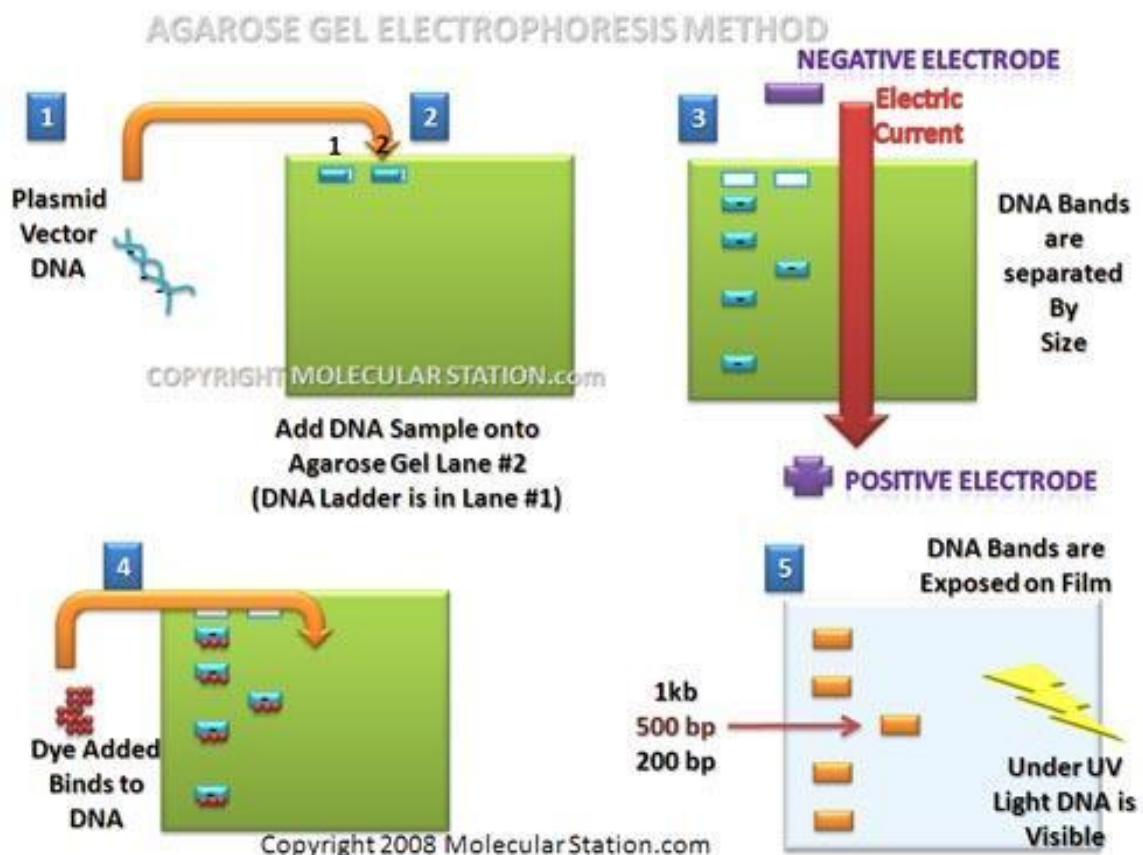 AGAROSE GEL ELECTROPHORESIS METHOD
1
Plasmid
Vector
DNA
2
1 2
COPYRIGHT MOLECULAR STATION.com
Add DNA Sample onto
Agarose Gel Lane #2
(DNA Ladder is in Lane #1)
3
NEGATIVE ELECTRODE
Electric
Current
DNA Bands
are
separated
By
Size
POSITIVE ELECTRODE
4
Dye Added
Binds to
DNA
5
DNA Bands are
Exposed on Film
1kb
500 bp
200 bp
Under UV
Light DNA is
Visible
Copyright 2008 MolecularStation.com